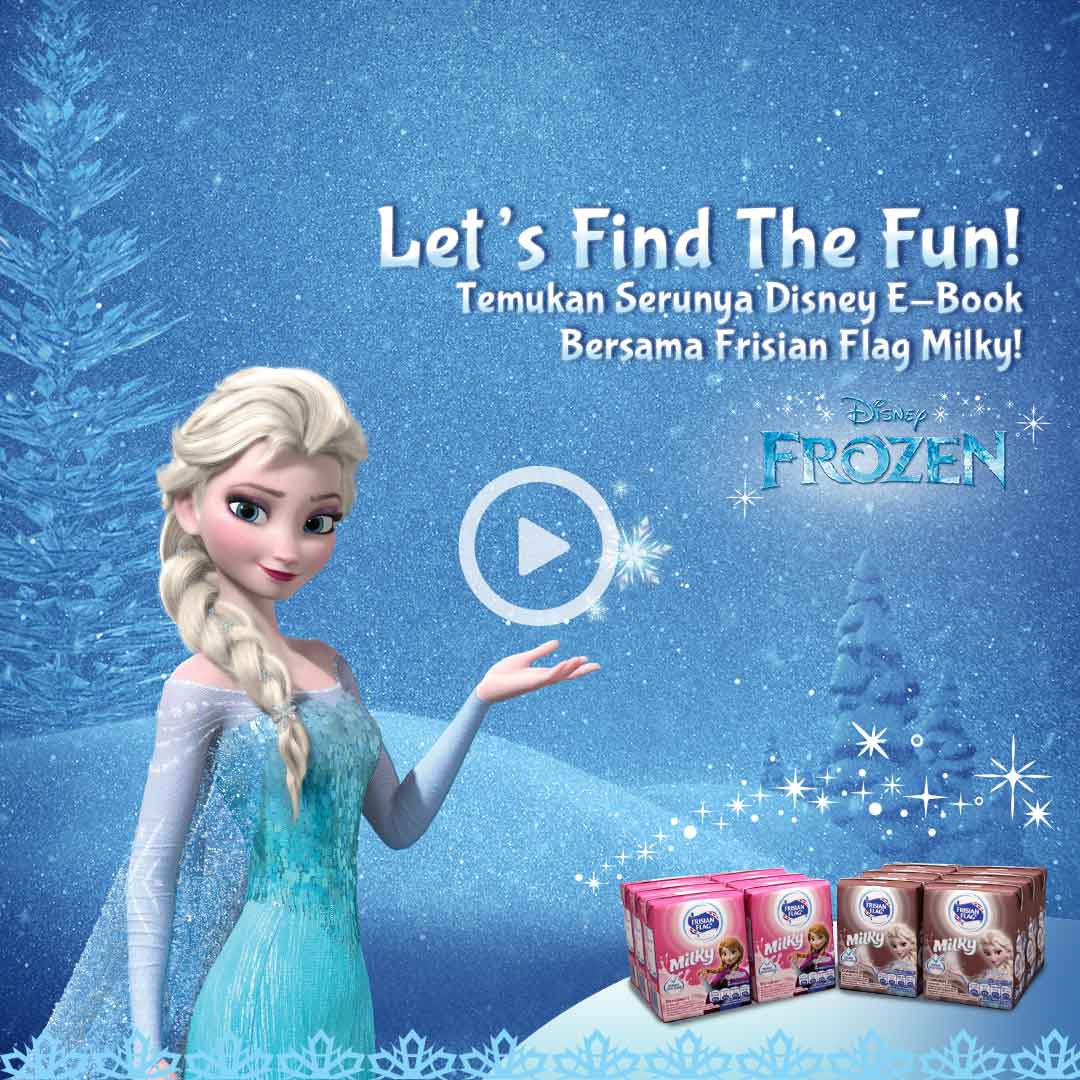 Let's Find The Fun!
Temukan Serunya Disney E-Book
Bersama Frisian Flag Milky!
Disney
FROZEN
FRISIAN FLAG
Milky
FRISIAN FLAG
Milky
FRISIAN FLAG
Milky
FRISIAN FLAG
Milky